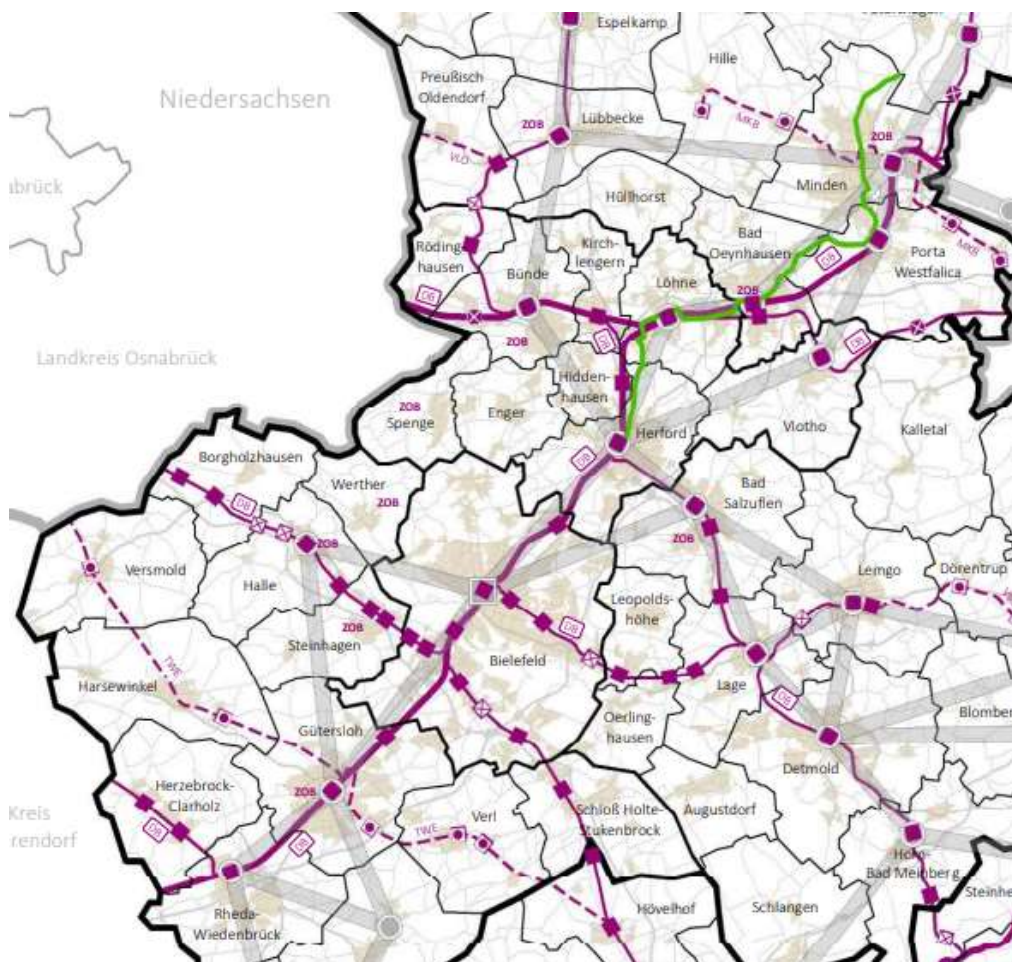 Espelkamp
Hille
Preußisch
Oldendorf
Niedersachsen
ZOB
Lübbecke
MKB
ZOB
VLO
Minden
Hüllhorst
Bad
Oeynhausen
Röding-
hausen
Kirch-
lengern
Bünde
Löhne
DB
Porta
Westfalica
MKB
DB
ZOB
ZOB
DB
DB
Landkreis Osnabrück
Hidden-
hausen
ZOB
Spenge
Enger
Herford
Vlotho
Kalletal
DB
Borgholzhausen
Werther
ZOB
Bad
Salzuflen
DB
ZOB
ZOB
Versmold
Halle
Lemgo
Dörentrup
Leopolds-
höhe
ZOB
Steinhagen
DB
Bielefeld
Lage
TWE
Harsewinkel
DB
Blomber
Gütersloh
Oerling-
hausen
Detmold
Herzebrock-
Clarholz
ZOB
Schloß Holte-
Stukenbrock
Augustdorf
Kreis
rendorf
DB
DB
TWE
Verl
Horn-
Bad Meinberg
Steinhe
Rheda-
Wiedenbrück
Hövelhof
Schlangen